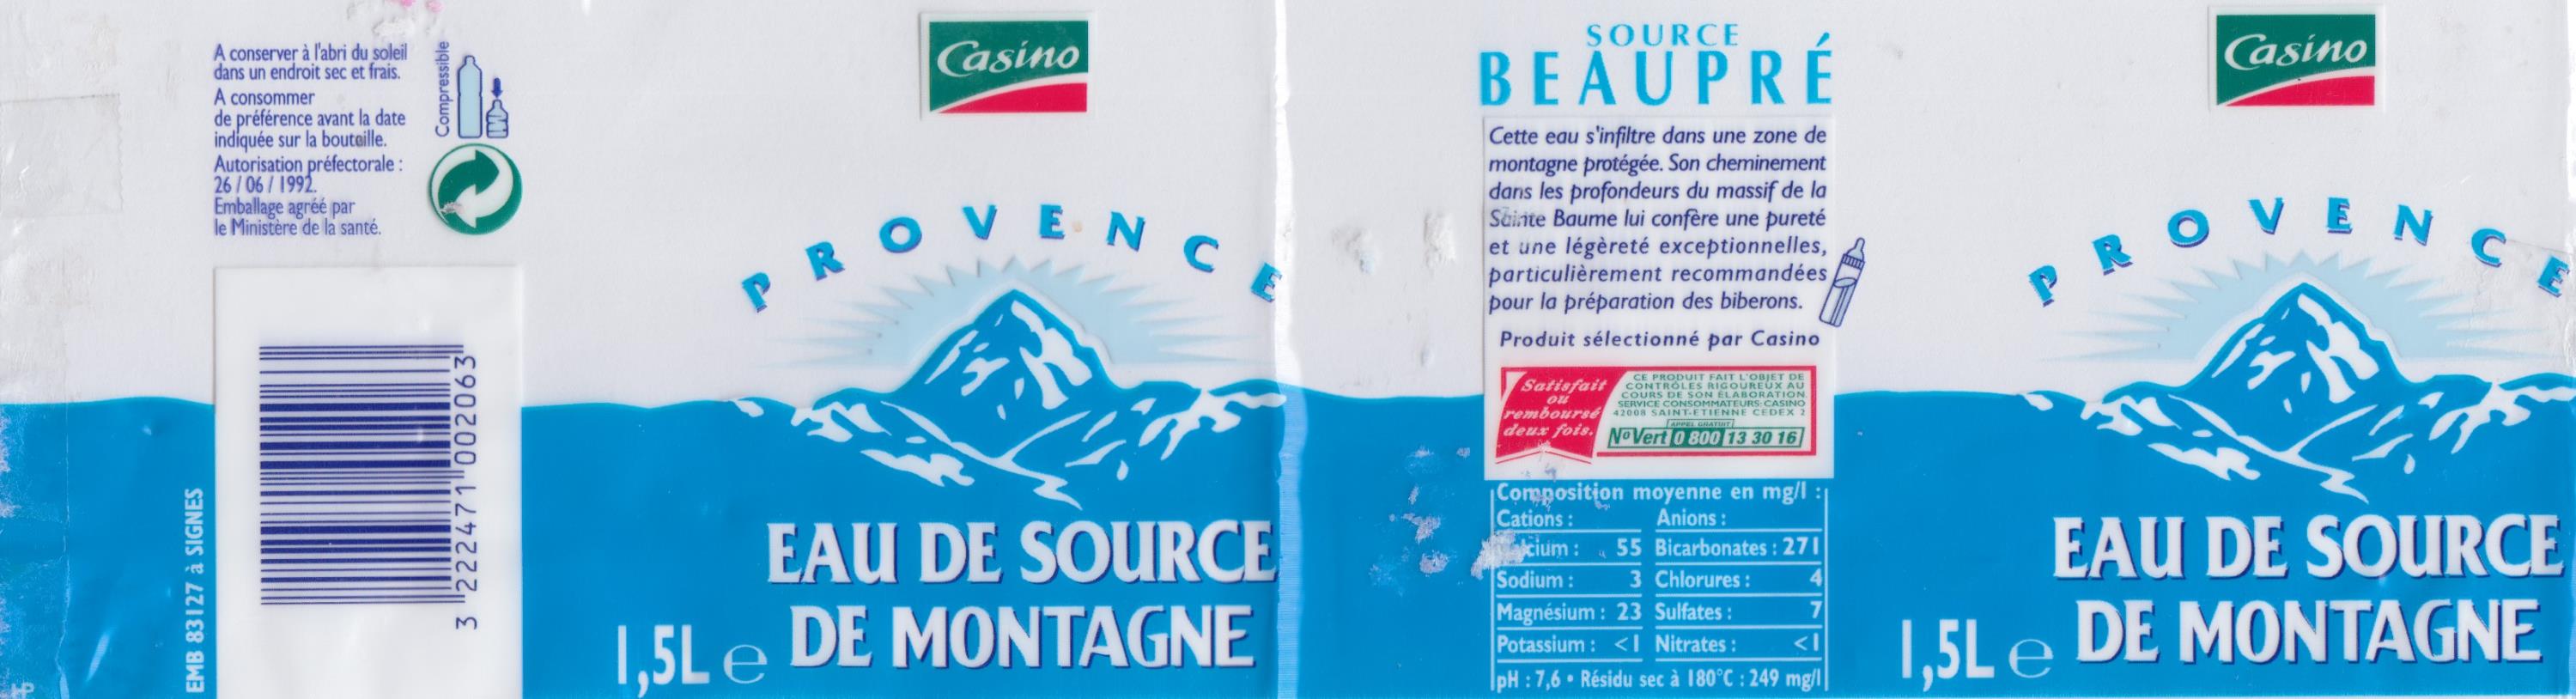 A conserver à l'abri du soleil
dans un endroit sec et frais.
A consommer
de préférence avant la date
indiquée sur la bouteille.
Autorisation préfectorale :
26 / 06 / 1992.
Emballage agréé par
le Ministère de la santé.
Compressible
3 222471 002063
EMB 83127 à SIGNES
Casino
PROVENCE
EAU DE SOURCE
DE MONTAGNE
1,5L e
SOURCE
BEAUPRÉ
Cette eau s'infiltre dans une zone de
montagne protégée. Son cheminement
dans les profondeurs du massif de la
Sainte Baume lui confère une pureté
et une légèreté exceptionnelles,
particulièrement recommandées
pour la préparation des biberons.
Produit sélectionné par Casino
Satisfait
ou
remboursé
deux fois.
CE PRODUIT FAIT L'OBJET DE
CONTRÔLES RIGOUREUX AU
COURS DE SON ÉLABORATION.
SERVICE CONSOMMATEURS: CASINO
42008 SAINT-ETIENNE CEDEX 2
APPEL GRATUIT
N° Vert 0 800 13 30 16
Composition moyenne en mg/l :
Cations : Anions :
Calcium : 55 Bicarbonates : 271
Sodium : 3 Chlorures : 4
Magnésium : 23 Sulfates : 7
Potassium : <1 Nitrates : <1
pH : 7,6 • Résidu sec à 180°C : 249 mg/l
Casino
PROVENCE
EAU DE SOURCE
DE MONTAGNE
1,5L e